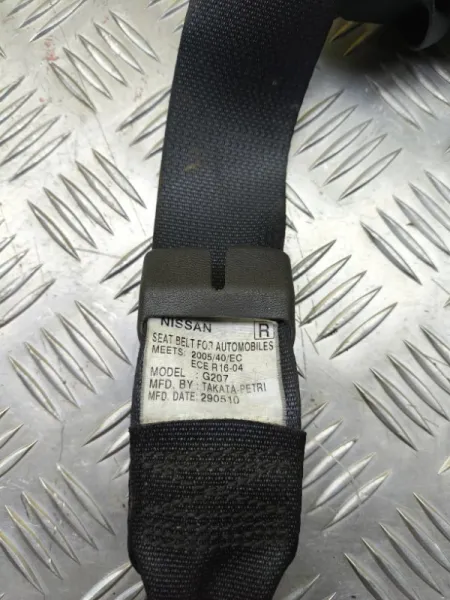 NISSAN R
SEAT BELT FOR AUTOMOBILES
MEETS: 2005/40/EC
ECE R16-04
MODEL : G207
MFD. BY : TAKATA-PETRI
MFD. DATE: 290510